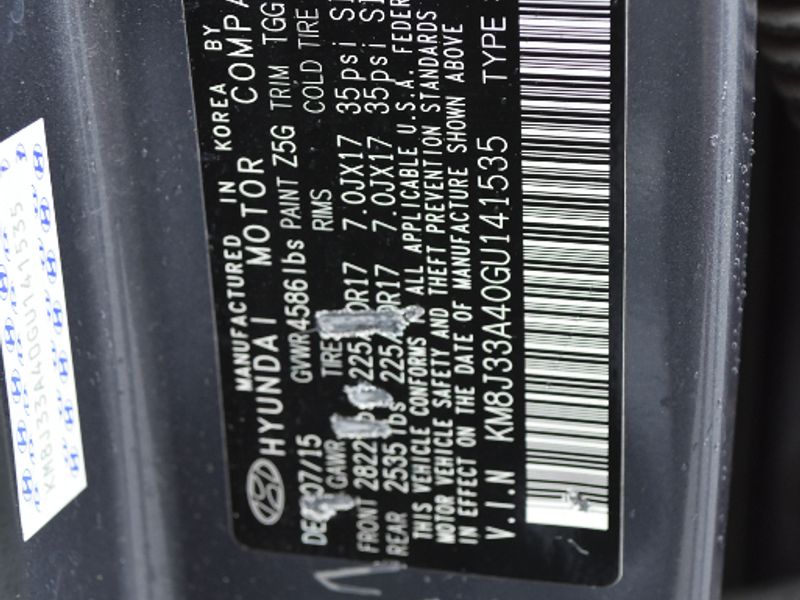 KM8J33A40GU141535
MANUFACTURED IN KOREA BY
HYUNDAI MOTOR COMPA
07/15 GVWR 4586 lbs PAINT Z5G TRIM TGG
GAWR TIRE RIMS COLD TIRE
FRONT 2822 225 R17 7.0JX17 35psi
REAR 2535 lbs 225 R17 7.0JX17 35psi
THIS VEHICLE CONFORMS TO ALL APPLICABLE U.S.A. FEDER
MOTOR VEHICLE SAFETY AND THEFT PREVENTION STANDARDS
IN EFFECT ON THE DATE OF MANUFACTURE SHOWN ABOVE
V.I.N KM8J33A40GU141535 TYPE